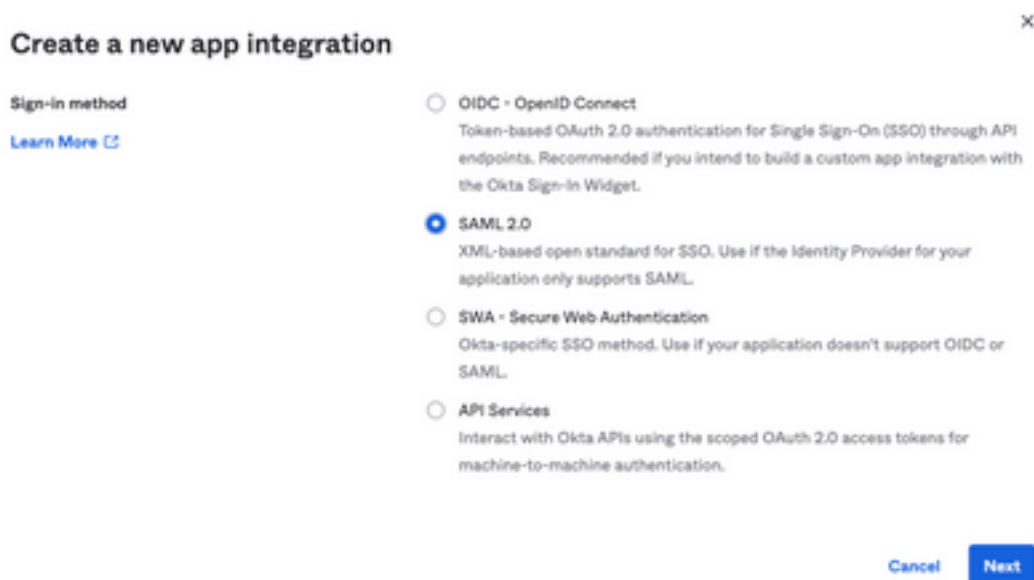 Create a new app integration
Sign-in method
Learn More
OIDC - OpenID Connect
Token-based OAuth 2.0 authentication for Single Sign-On (SSO) through API
endpoints. Recommended if you intend to build a custom app integration with
the Okta Sign-In Widget.
SAML 2.0
XML-based open standard for SSO. Use if the Identity Provider for your
application only supports SAML.
SWA - Secure Web Authentication
Okta-specific SSO method. Use if your application doesn't support OIDC or
SAML.
API Services
Interact with Okta APIs using the scoped OAuth 2.0 access tokens for
machine-to-machine authentication.
Cancel
Next